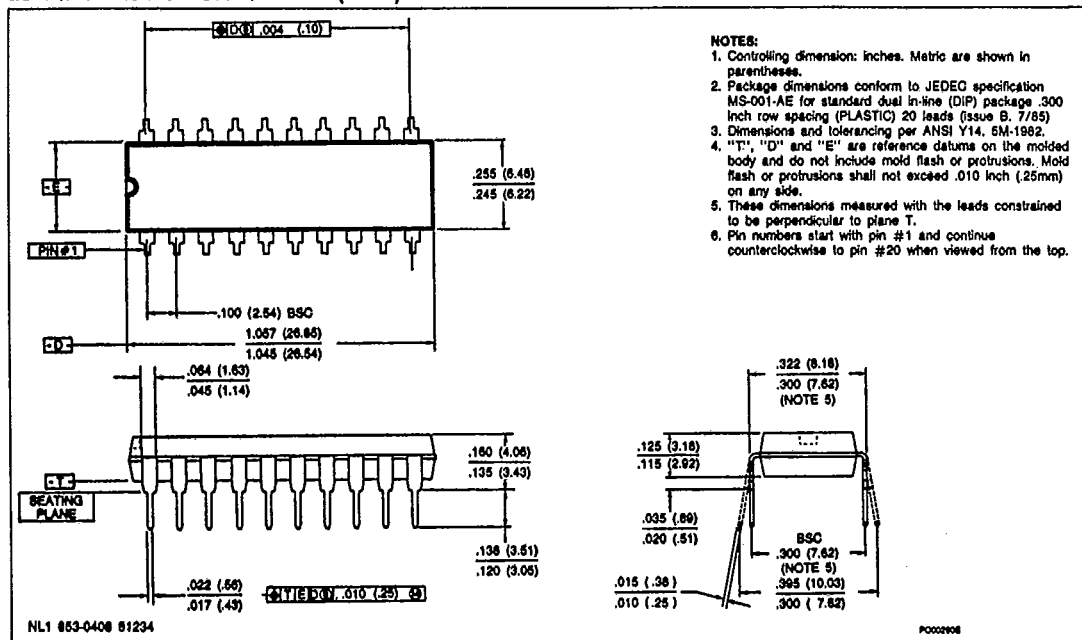 ⌖ D Ⓢ .004 (.10)
NOTES:
1. Controlling dimension: inches. Metric are shown in
parentheses.
2. Package dimensions conform to JEDEC specification
MS-001-AE for standard dual in-line (DIP) package .300
inch row spacing (PLASTIC) 20 leads (issue B. 7/85)
3. Dimensions and tolerancing per ANSI Y14. 5M-1982.
4. "T", "D" and "E" are reference datums on the molded
body and do not include mold flash or protrusions. Mold
flash or protrusions shall not exceed .010 inch (.25mm)
on any side.
5. These dimensions measured with the leads constrained
to be perpendicular to plane T.
6. Pin numbers start with pin #1 and continue
counterclockwise to pin #20 when viewed from the top.
-E-
.255 (6.48)
.245 (6.22)
PIN #1
.100 (2.54) BSC
-D-
1.057 (26.85)
1.045 (26.54)
.064 (1.63)
.045 (1.14)
.322 (8.18)
.300 (7.62)
(NOTE 5)
.160 (4.06)
.135 (3.43)
.125 (3.18)
.115 (2.92)
-T-
SEATING
PLANE
.035 (.89)
.020 (.51)
.138 (3.51)
.120 (3.05)
BSC
.300 (7.62)
(NOTE 5)
.395 (10.03)
.300 ( 7.62)
.022 (.56)
.017 (.43)
⌖ T E D Ⓢ .010 (.25) Ⓜ
.015 (.38 )
.010 (.25 )
NL1 853-0408 81234